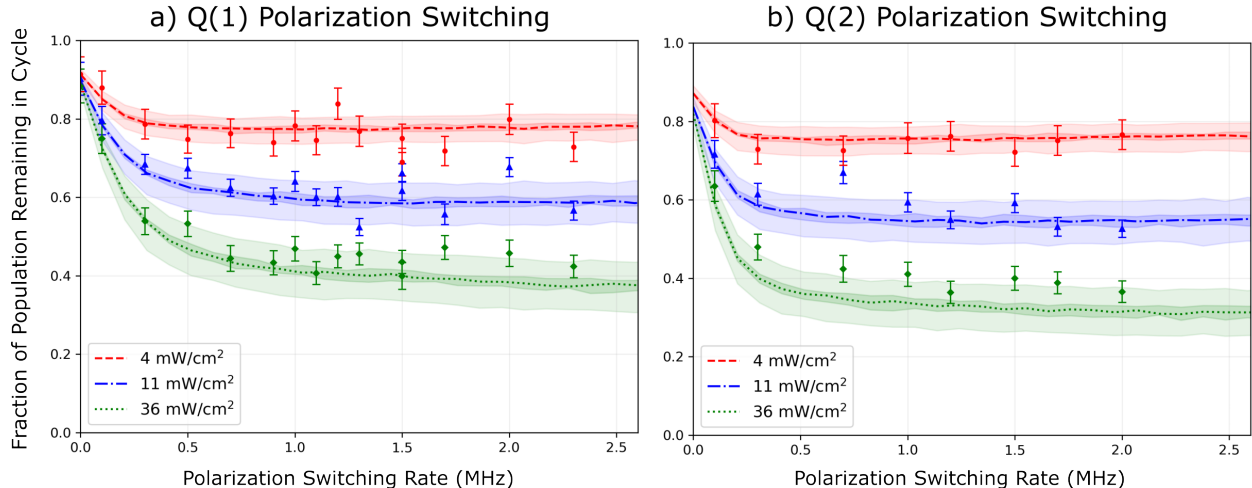 a) Q(1) Polarization Switching
b) Q(2) Polarization Switching
Fraction of Population Remaining in Cycle
1.0
0.8
0.6
0.4
0.2
0.0
4 mW/cm²
11 mW/cm²
36 mW/cm²
0.0 0.5 1.0 1.5 2.0 2.5
Polarization Switching Rate (MHz)
1.0
0.8
0.6
0.4
0.2
0.0
4 mW/cm²
11 mW/cm²
36 mW/cm²
0.0 0.5 1.0 1.5 2.0 2.5
Polarization Switching Rate (MHz)